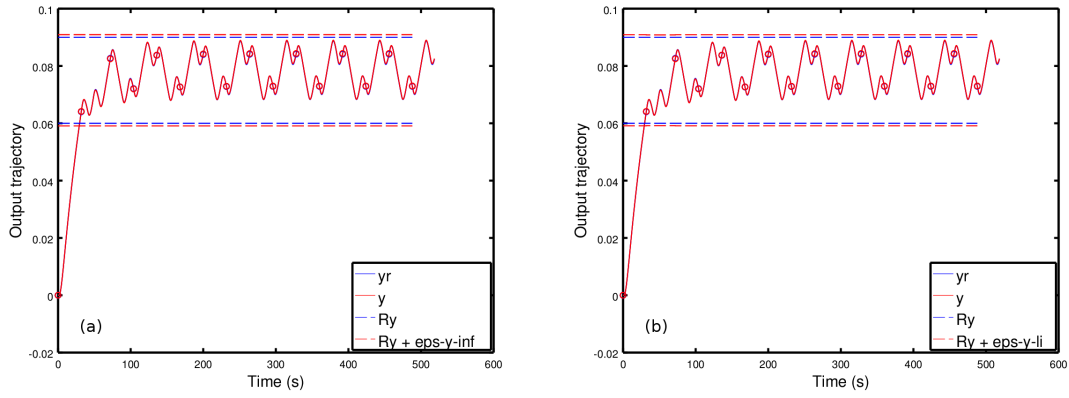 0.1
0.08
0.06
0.04
0.02
0
-0.02
Output trajectory
(a)
yr
y
Ry
Ry + eps-y-inf
0 100 200 300 400 500 600
Time (s)
0.1
0.08
0.06
0.04
0.02
0
-0.02
Output trajectory
(b)
yr
y
Ry
Ry + eps-y-li
0 100 200 300 400 500 600
Time (s)